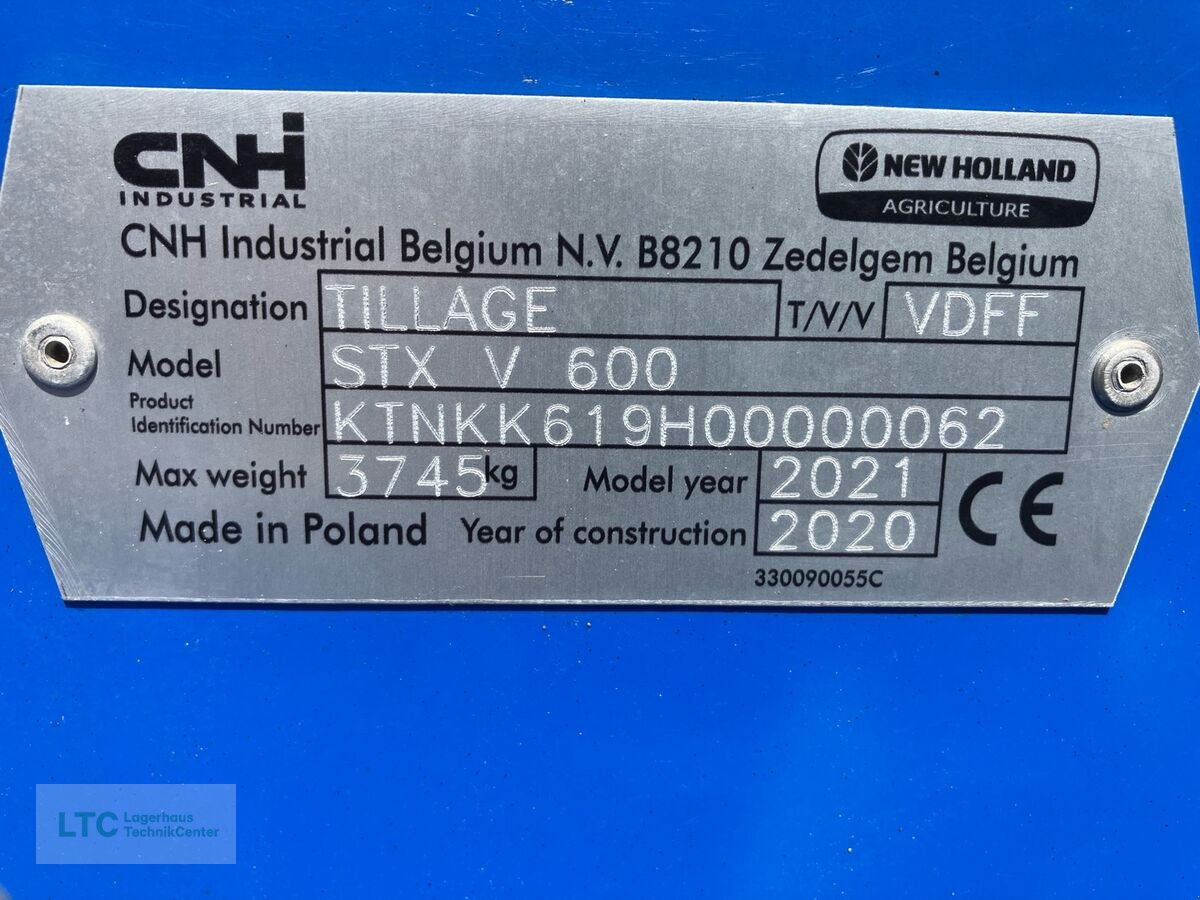 CNH
INDUSTRIAL
NEW HOLLAND
AGRICULTURE
CNH Industrial Belgium N.V. B8210 Zedelgem Belgium
Designation TILLAGE T/V/V VDFF
Model STX V 600
Product
Identification Number KTNKK619H00000062
Max weight 3745 kg Model year 2021
Made in Poland Year of construction 2020
CE
330090055C
LTC Lagerhaus
TechnikCenter